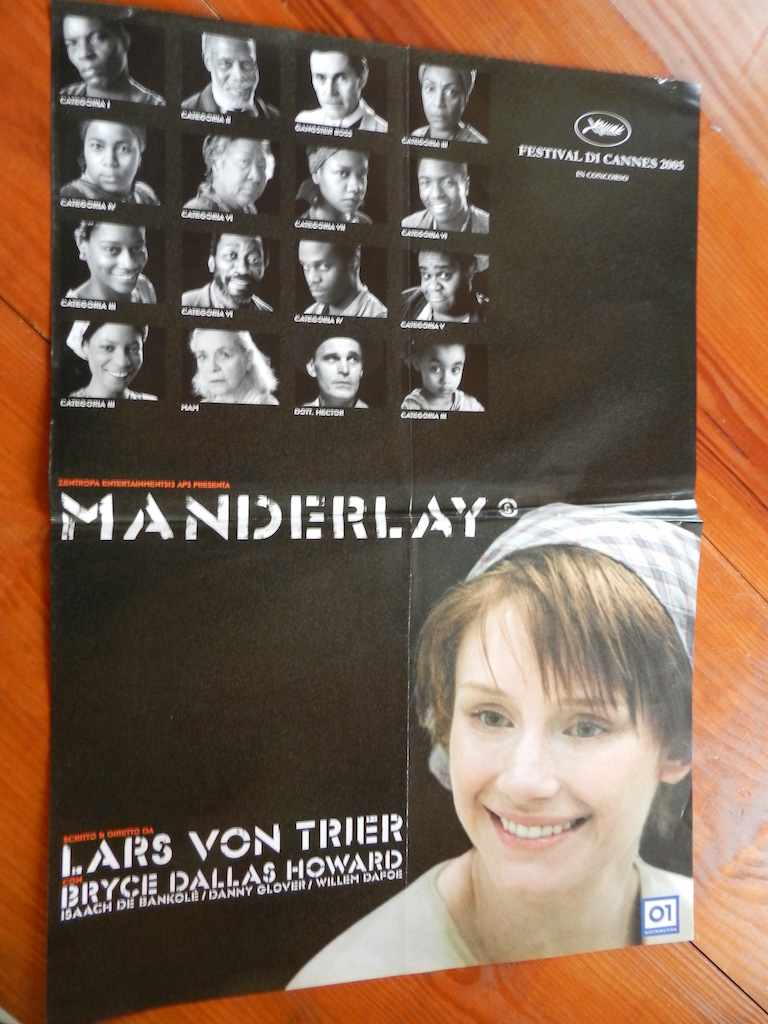 CATEGORIA I
CATEGORIA II
GANGSTER BOSS
CATEGORIA III
FESTIVAL DI CANNES 2005
IN CONCORSO
CATEGORIA IV
CATEGORIA VI
CATEGORIA VII
CATEGORIA VI
CATEGORIA III
CATEGORIA VI
CATEGORIA IV
CATEGORIA V
CATEGORIA III
MAM
DOTT. HECTOR
CATEGORIA III
ZENTROPA ENTERTAINMENTS13 APS PRESENTA
MANDERLAY
SCRITTO & DIRETTO DA
LARS VON TRIER
CON
BRYCE DALLAS HOWARD
ISAACH DE BANKOLÉ / DANNY GLOVER / WILLEM DAFOE
01
DISTRIBUTION